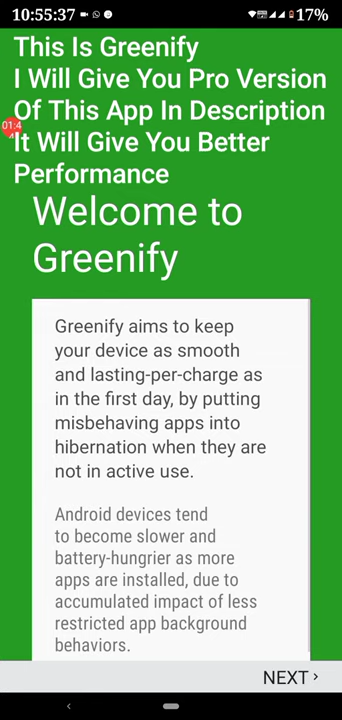 10:55:37
17%
This Is Greenify
I Will Give You Pro Version
Of This App In Description
01:4
It Will Give You Better
Performance
Welcome to
Greenify
Greenify aims to keep
your device as smooth
and lasting-per-charge as
in the first day, by putting
misbehaving apps into
hibernation when they are
not in active use.
Android devices tend
to become slower and
battery-hungrier as more
apps are installed, due to
accumulated impact of less
restricted app background
behaviors.
NEXT ›